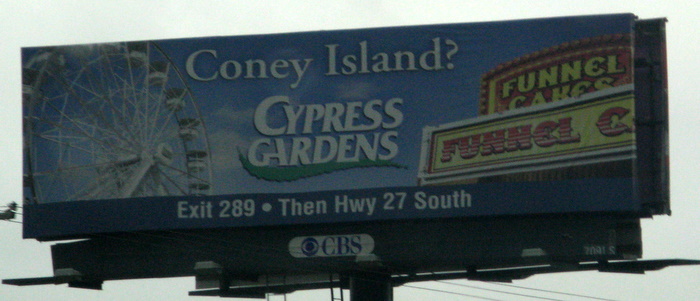 Coney Island?
CYPRESS
GARDENS
FUNNEL
CAKES
FUNNEL C
Exit 289 • Then Hwy 27 South
CBS